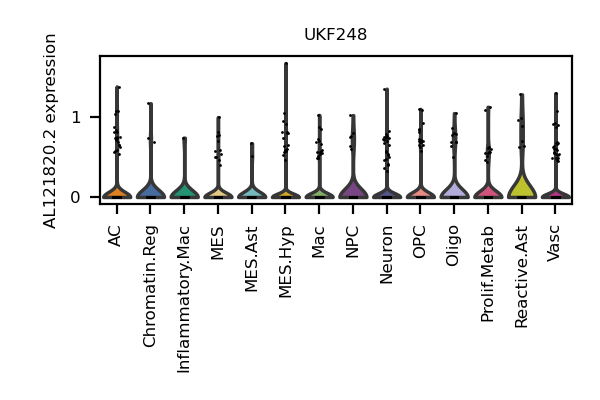 UKF248
AL121820.2 expression
1
0
AC
Chromatin.Reg
Inflammatory.Mac
MES
MES.Ast
MES.Hyp
Mac
NPC
Neuron
OPC
Oligo
Prolif.Metab
Reactive.Ast
Vasc